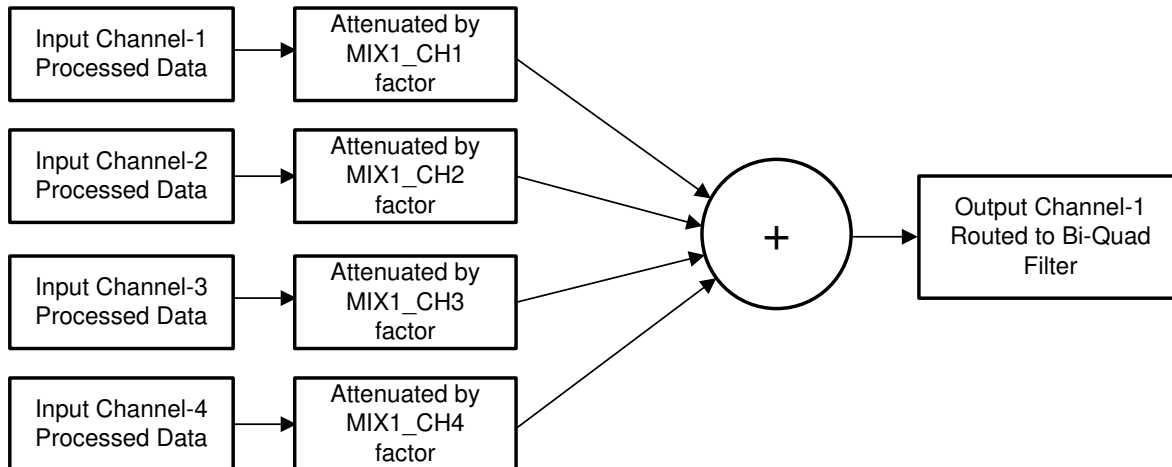 Input Channel-1
Processed Data
Attenuated by
MIX1_CH1
factor
Input Channel-2
Processed Data
Attenuated by
MIX1_CH2
factor
Input Channel-3
Processed Data
Attenuated by
MIX1_CH3
factor
Input Channel-4
Processed Data
Attenuated by
MIX1_CH4
factor
+
Output Channel-1
Routed to Bi-Quad
Filter